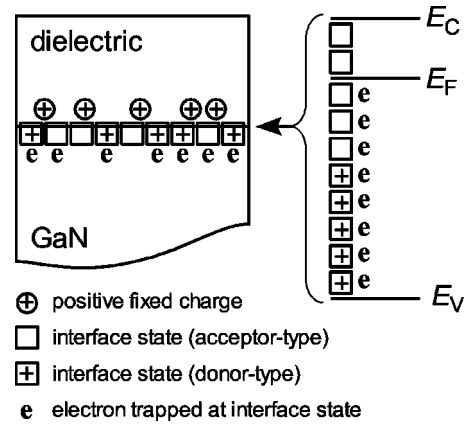 dielectric
e e e e e e e
GaN
E_C
E_F
e
e
e
e
e
e
e
e
E_V
positive fixed charge
interface state (acceptor-type)
interface state (donor-type)
e electron trapped at interface state